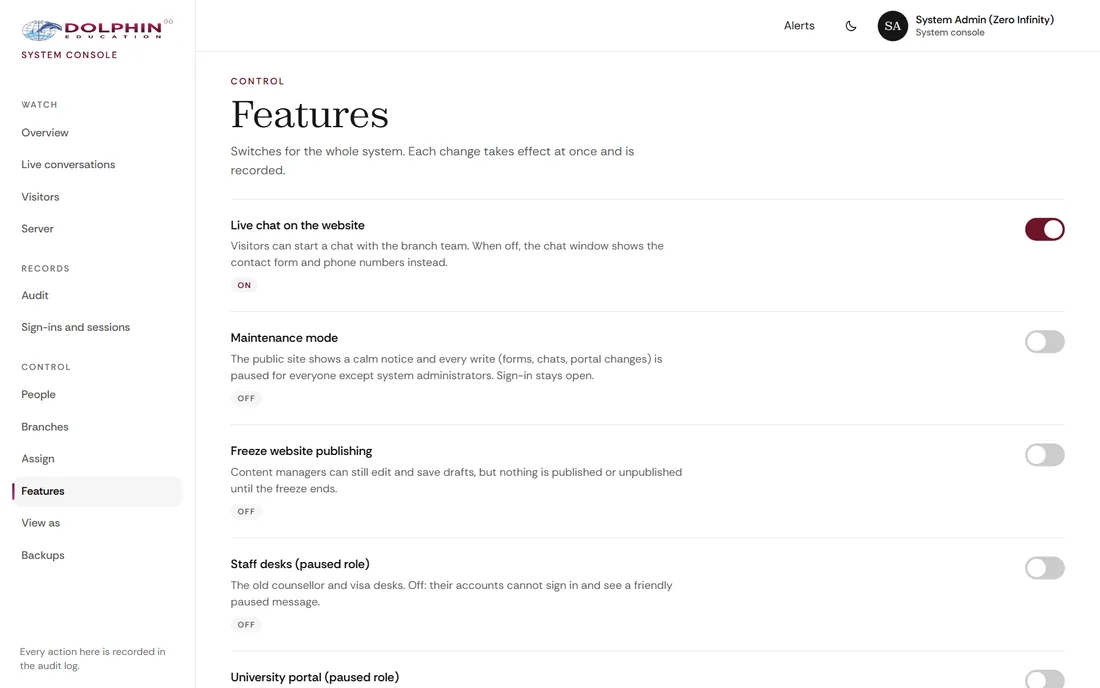 DOLPHIN
EDUCATION
SYSTEM CONSOLE
WATCH
Overview
Live conversations
Visitors
Server
RECORDS
Audit
Sign-ins and sessions
CONTROL
People
Branches
Assign
Features
View as
Backups
Every action here is recorded in
the audit log.
Alerts
SA
System Admin (Zero Infinity)
System console
CONTROL
Features
Switches for the whole system. Each change takes effect at once and is
recorded.
Live chat on the website
Visitors can start a chat with the branch team. When off, the chat window shows the
contact form and phone numbers instead.
ON
Maintenance mode
The public site shows a calm notice and every write (forms, chats, portal changes) is
paused for everyone except system administrators. Sign-in stays open.
OFF
Freeze website publishing
Content managers can still edit and save drafts, but nothing is published or unpublished
until the freeze ends.
OFF
Staff desks (paused role)
The old counsellor and visa desks. Off: their accounts cannot sign in and see a friendly
paused message.
OFF
University portal (paused role)